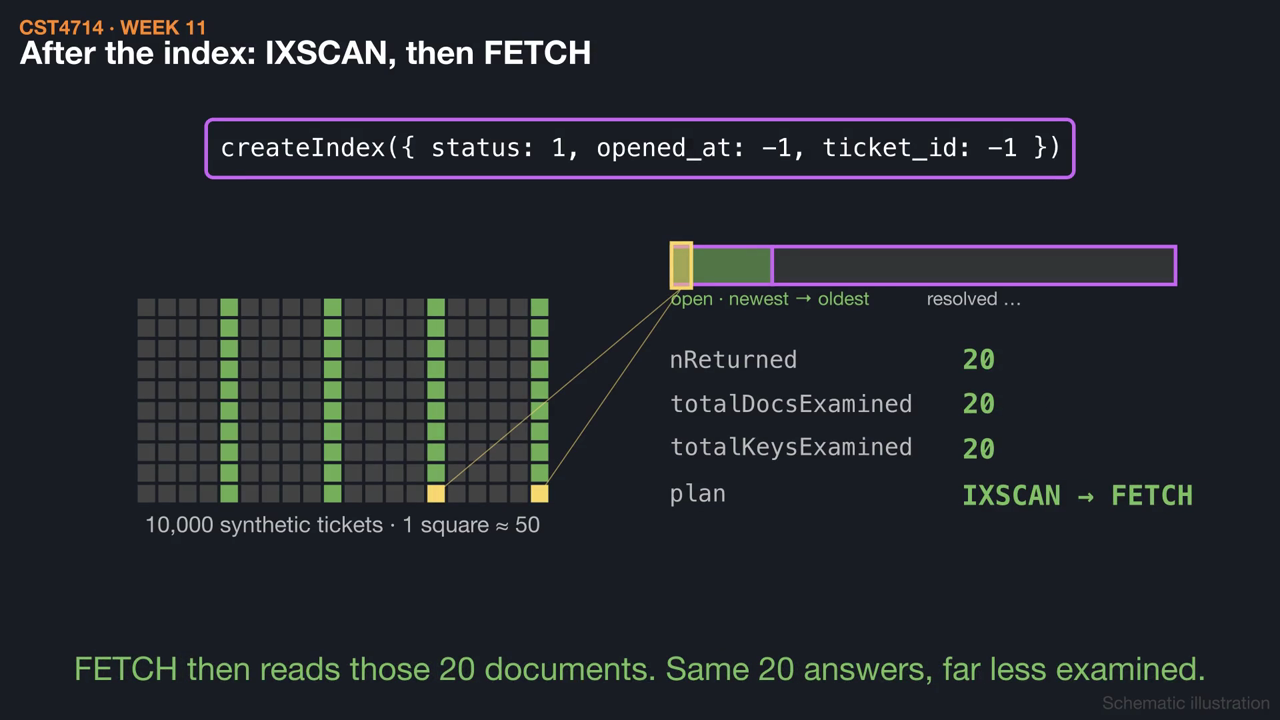 CST4714 · WEEK 11
After the index: IXSCAN, then FETCH
createIndex({ status: 1, opened_at: −1, ticket_id: −1 })
open · newest → oldest
resolved …
nReturned 20
totalDocsExamined 20
totalKeysExamined 20
plan IXSCAN → FETCH
10,000 synthetic tickets · 1 square ≈ 50
FETCH then reads those 20 documents. Same 20 answers, far less examined.
Schematic illustration